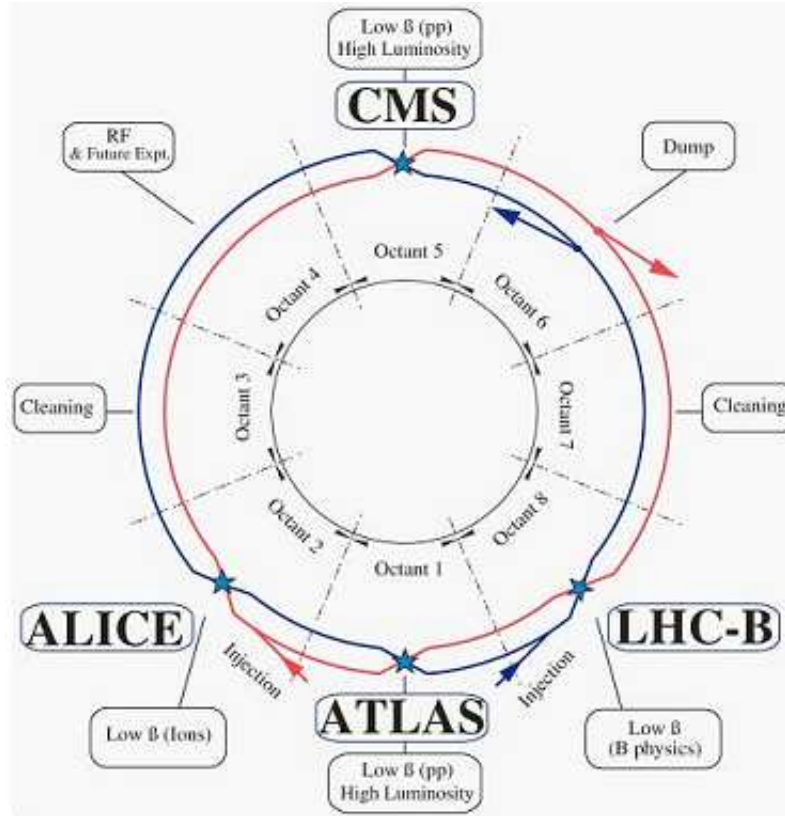 Low ß (pp)
High Luminosity
CMS
RF
& Future Expt.
Dump
Octant 5
Octant 4
Octant 6
Cleaning
Octant 3
Octant 7
Cleaning
Octant 2
Octant 8
Octant 1
ALICE
LHC-B
Injection
Injection
ATLAS
Low ß (Ions)
Low ß
(B physics)
Low ß (pp)
High Luminosity